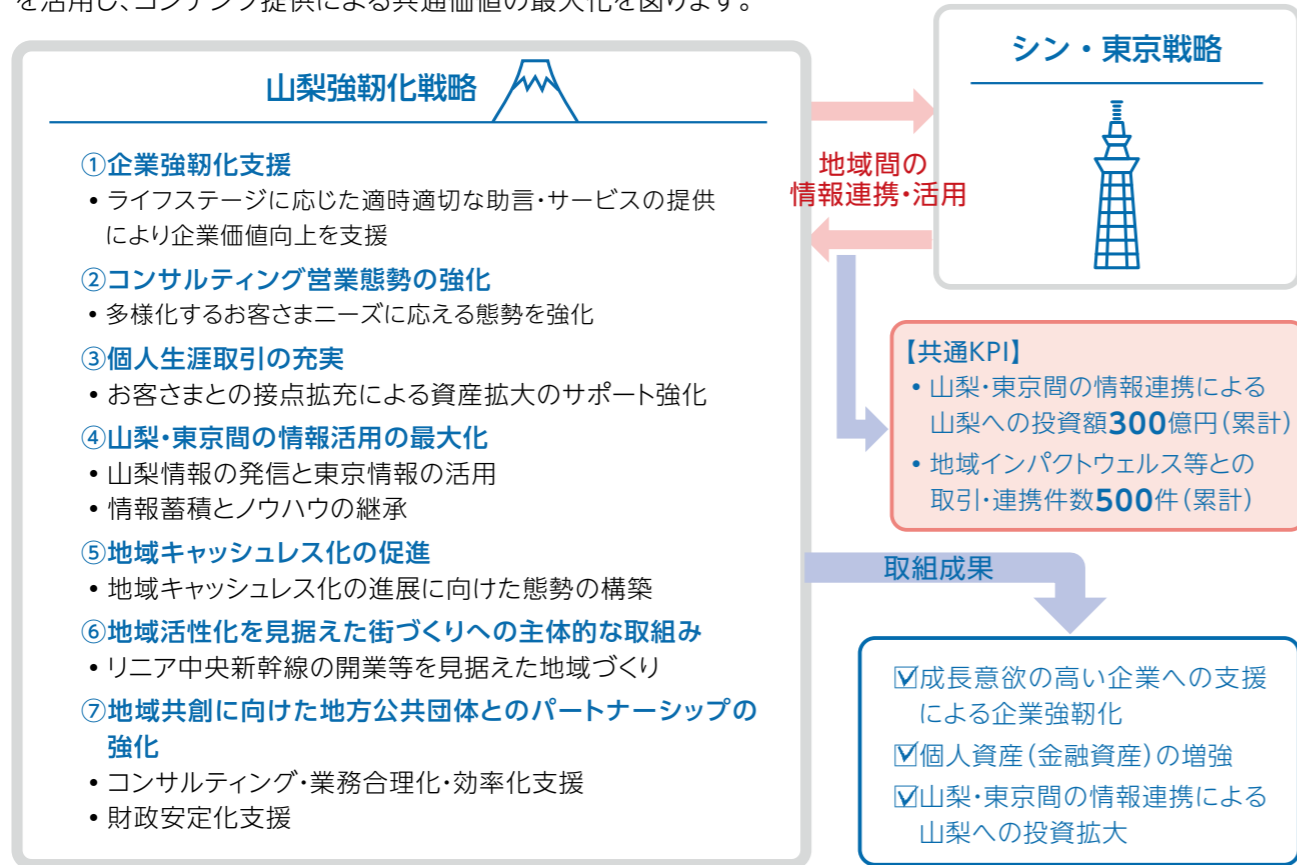 を活用し、コンテンツ提供による共通価値の最大化を図ります。
山梨強靭化戦略
①企業強靭化支援
• ライフステージに応じた適時適切な助言・サービスの提供
により企業価値向上を支援
②コンサルティング営業態勢の強化
• 多様化するお客さまニーズに応える態勢を強化
③個人生涯取引の充実
• お客さまとの接点拡充による資産拡大のサポート強化
④山梨・東京間の情報活用の最大化
• 山梨情報の発信と東京情報の活用
• 情報蓄積とノウハウの継承
⑤地域キャッシュレス化の促進
• 地域キャッシュレス化の進展に向けた態勢の構築
⑥地域活性化を見据えた街づくりへの主体的な取組み
• リニア中央新幹線の開業等を見据えた地域づくり
⑦地域共創に向けた地方公共団体とのパートナーシップの
強化
• コンサルティング・業務合理化・効率化支援
• 財政安定化支援
地域間の
情報連携・活用
シン・東京戦略
【共通KPI】
• 山梨・東京間の情報連携による
山梨への投資額300億円(累計)
• 地域インパクトウェルス等との
取引・連携件数500件(累計)
取組成果
☑成長意欲の高い企業への支援
による企業強靭化
☑個人資産(金融資産)の増強
☑山梨・東京間の情報連携による
山梨への投資拡大